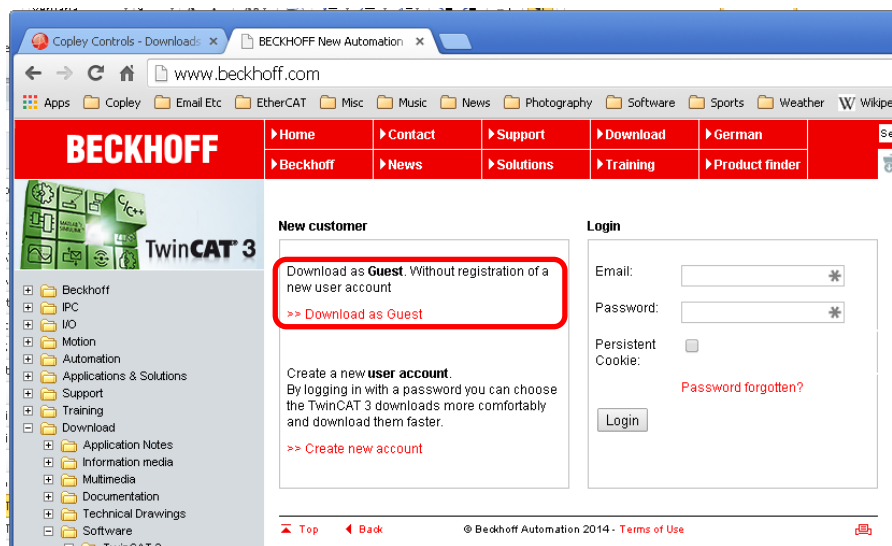 Copley Controls - Downloads
BECKHOFF New Automation
www.beckhoff.com
Apps Copley Email Etc EtherCAT Misc Music News Photography Software Sports Weather Wikipe
BECKHOFF
Home Contact Support Download German
Se
Beckhoff News Solutions Training Product finder
C/C++
TwinCAT® 3
New customer
Login
Download as Guest. Without registration of a
new user account
>> Download as Guest
Create a new user account.
By logging in with a password you can choose
the TwinCAT 3 downloads more comfortably
and download them faster.
>> Create new account
Email:
Password:
Persistent
Cookie:
Password forgotten?
Login
Beckhoff
IPC
I/O
Motion
Automation
Applications & Solutions
Support
Training
Download
Application Notes
Information media
Multimedia
Documentation
Technical Drawings
Software
Top Back © Beckhoff Automation 2014 - Terms of Use